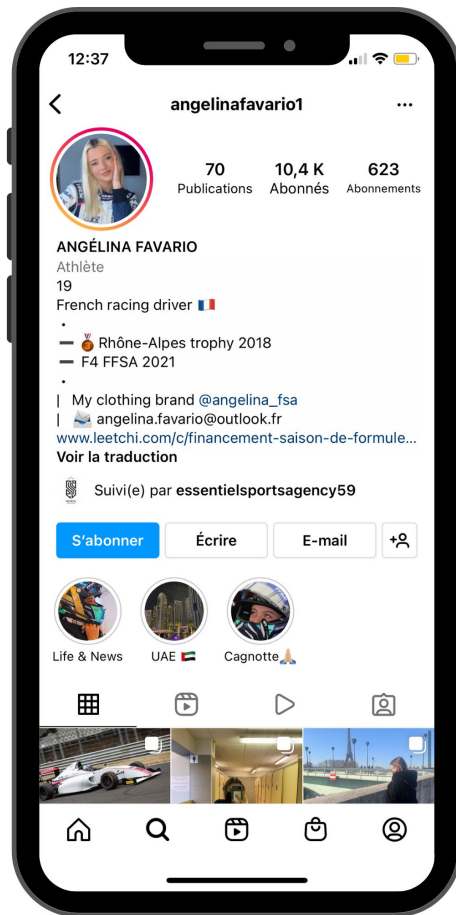 12:37
angelinafavario1
70 10,4 K 623
Publications Abonnés Abonnements
ANGÉLINA FAVARIO
Athlète
19
French racing driver 🇫🇷
•
➖ 🥉 Rhône-Alpes trophy 2018
➖ F4 FFSA 2021
•
| My clothing brand @angelina_fsa
| 📨 angelina.favario@outlook.fr
www.leetchi.com/c/financement-saison-de-formule...
Voir la traduction
Suivi(e) par essentielsportsagency59
S'abonner Écrire E-mail
Life & News UAE 🇦🇪 Cagnotte🙏🏼